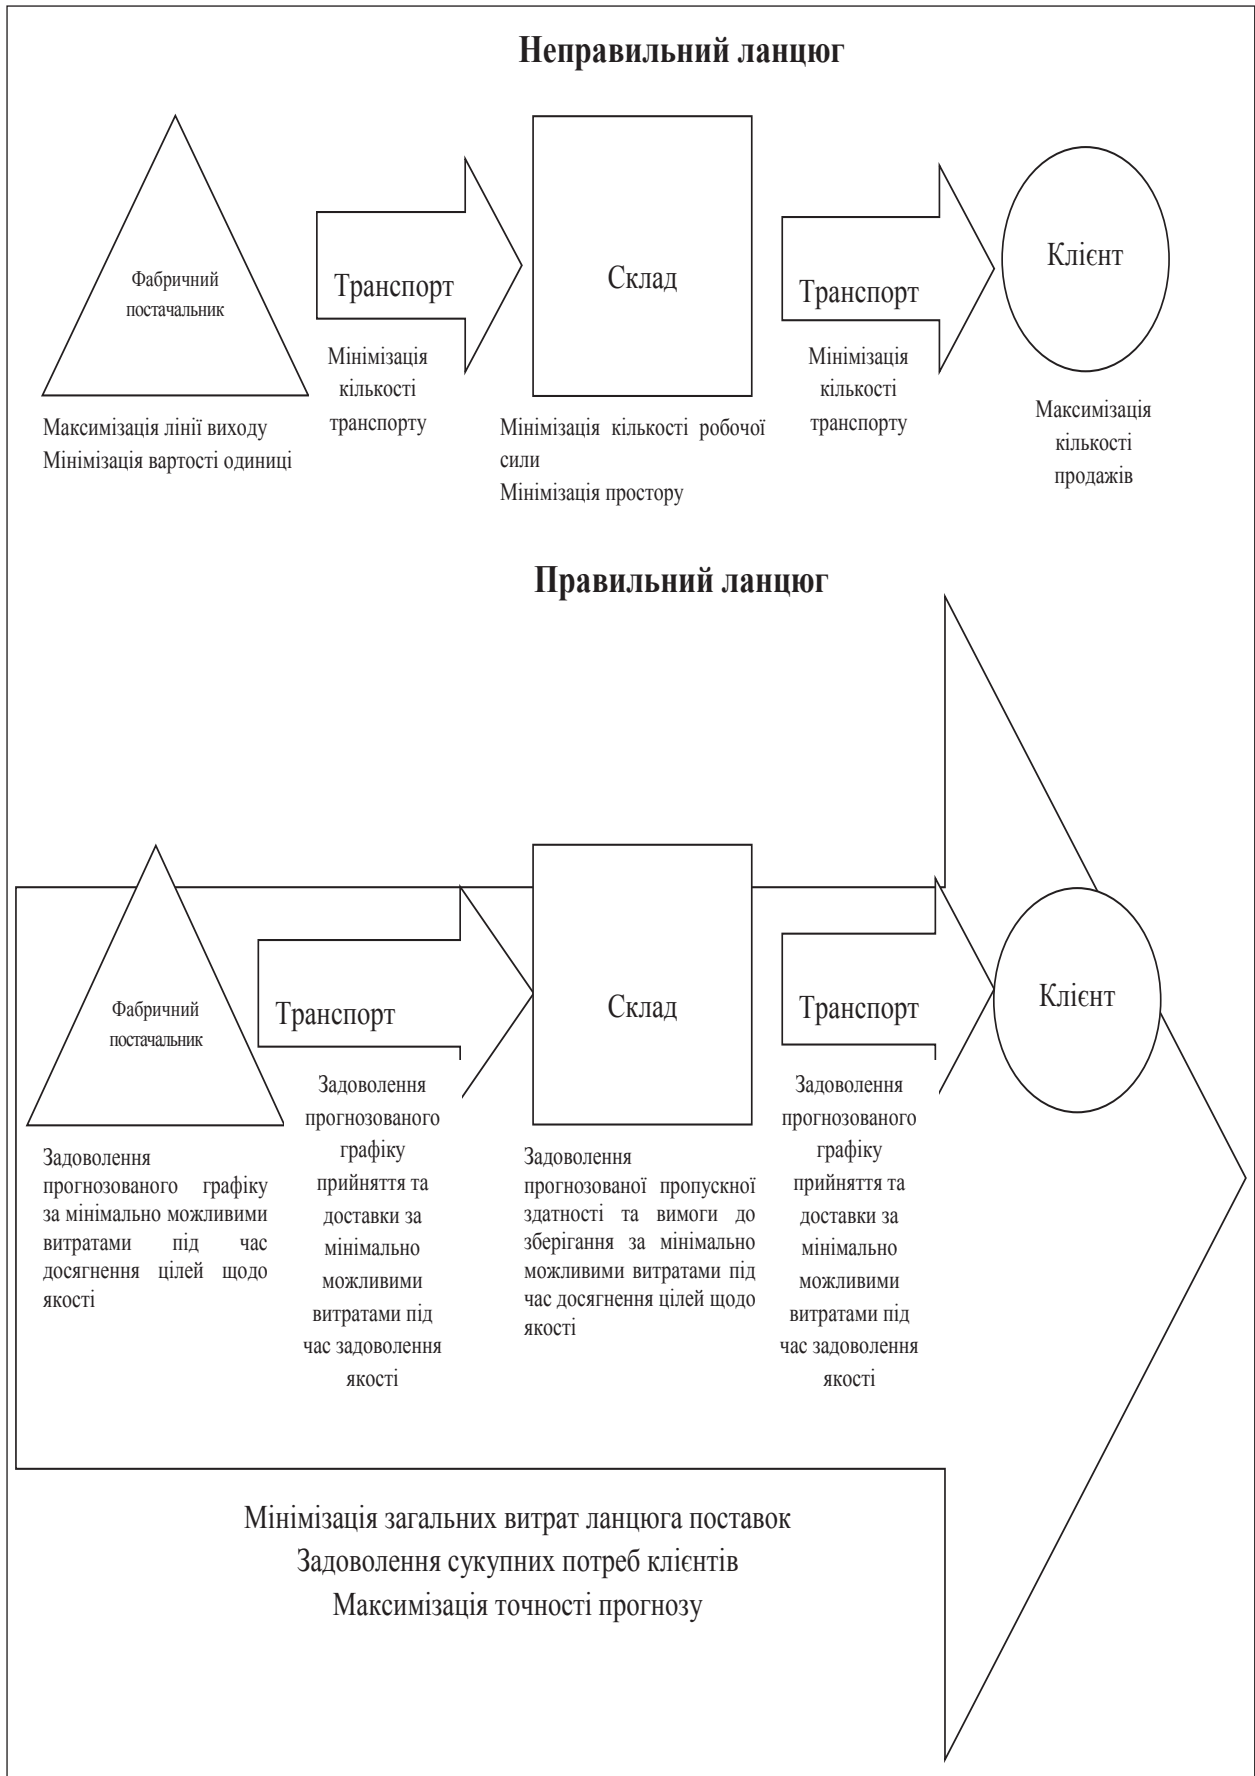 Неправильний ланцюг
Фабричний
постачальник
Транспорт
Склад
Транспорт
Клієнт
Максимізація лінії виходу
Мінімізація вартості одиниці
Мінімізація
кількості
транспорту
Мінімізація кількості робочої
сили
Мінімізація простору
Мінімізація
кількості
транспорту
Максимізація
кількості
продажів
Правильний ланцюг
Фабричний
постачальник
Транспорт
Склад
Транспорт
Клієнт
Задоволення
прогнозованого графіку
за мінімально можливими
витратами під час
досягнення цілей щодо
якості
Задоволення
прогнозованого
графіку
прийняття та
доставки за
мінімально
можливими
витратами під
час задоволення
якості
Задоволення
прогнозованої пропускної
здатності та вимоги до
зберігання за мінімально
можливими витратами під
час досягнення цілей щодо
якості
Задоволення
прогнозованого
графіку
прийняття та
доставки за
мінімально
можливими
витратами під
час задоволення
якості
Мінімізація загальних витрат ланцюга поставок
Задоволення сукупних потреб клієнтів
Максимізація точності прогнозу